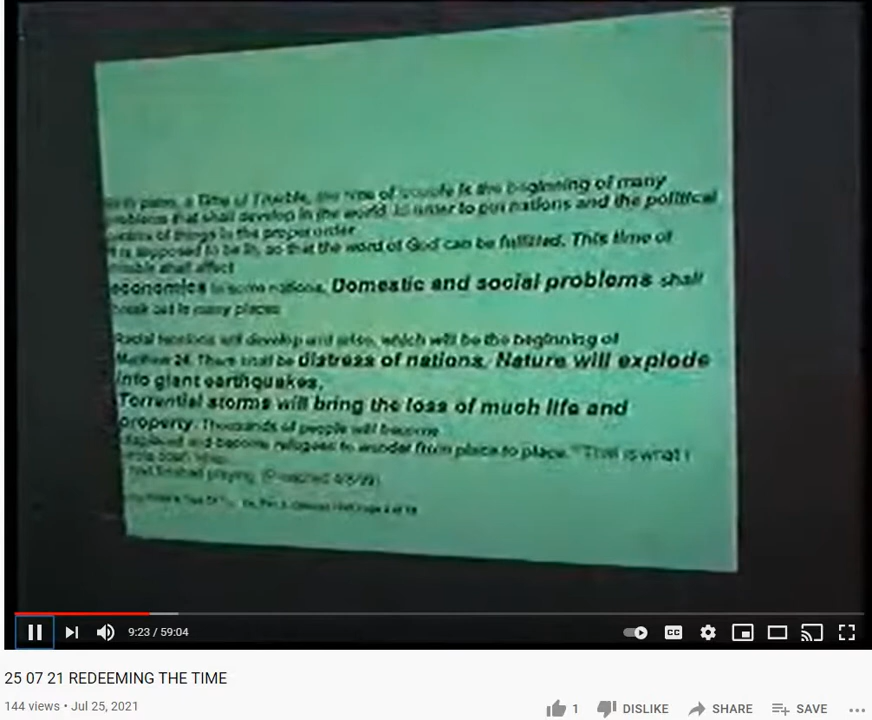 a Time of Trouble, the time of trouble is the beginning of many
problems that shall develop in the world. In order to put nations and the political
of things in the proper order
it is supposed to be in, so that the word of God can be fulfilled. This time of
trouble shall affect
economics in some nations. Domestic and social problems shall
break out in many places
Racial tensions will develop and arise, which will be the beginning of
Matthew 24. There shall be distress of nations, Nature will explode
into giant earthquakes,
Torrential storms will bring the loss of much life and
property. Thousands of people will become
displaced and become refugees to wander from place to place." That is what I
9:23 / 59:04
CC
25 07 21 REDEEMING THE TIME
144 views • Jul 25, 2021
1 DISLIKE SHARE SAVE